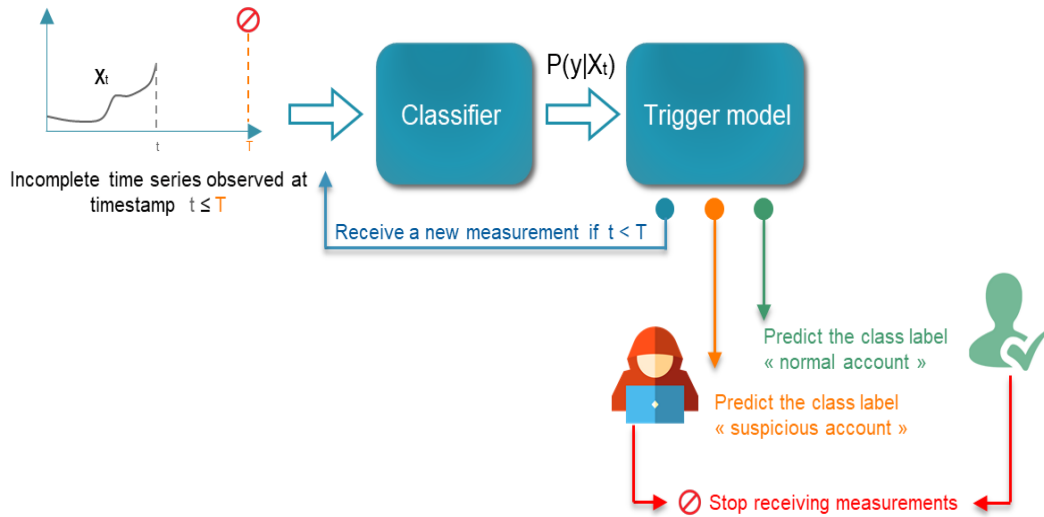 Xt
t
T
Incomplete time series observed at
timestamp t ≤ T
Classifier
P(y|Xt)
Trigger model
Receive a new measurement if t < T
Predict the class label
« normal account »
Predict the class label
« suspicious account »
Stop receiving measurements